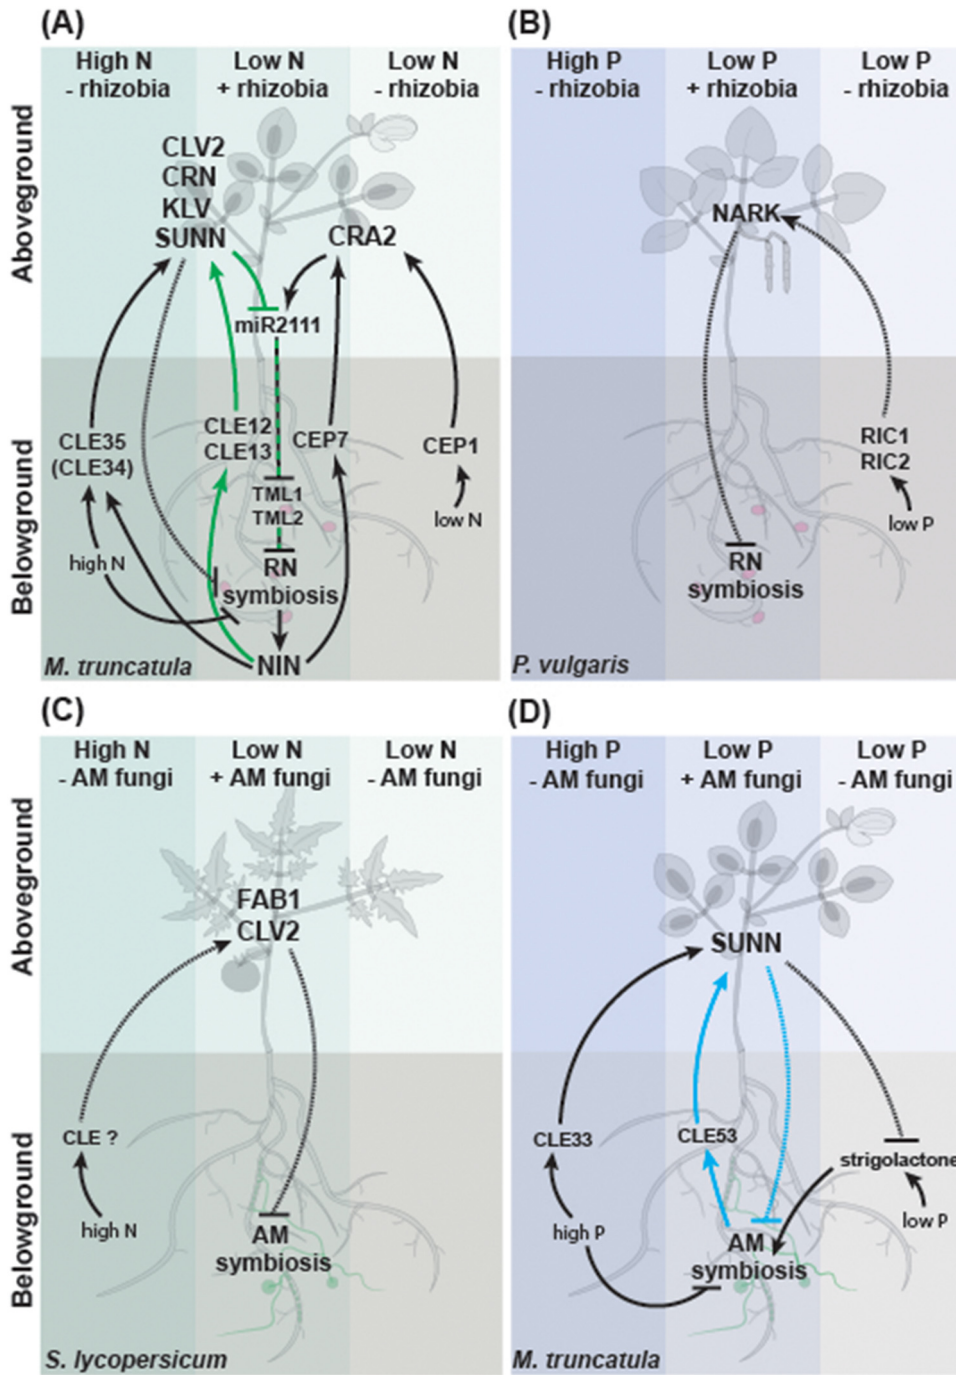 (A)
High N
- rhizobia
Low N
+ rhizobia
Low N
- rhizobia
Aboveground
CLV2
CRN
KLV
SUNN
CRA2
miR2111
Belowground
CLE35
(CLE34)
CLE12
CLE13
CEP7
CEP1
TML1
TML2
low N
high N
RN
symbiosis
NIN
M. truncatula
(B)
High P
- rhizobia
Low P
+ rhizobia
Low P
- rhizobia
NARK
RIC1
RIC2
low P
RN
symbiosis
P. vulgaris
(C)
High N
- AM fungi
Low N
+ AM fungi
Low N
- AM fungi
Aboveground
FAB1
CLV2
Belowground
CLE ?
high N
AM
symbiosis
S. lycopersicum
(D)
High P
- AM fungi
Low P
+ AM fungi
Low P
- AM fungi
SUNN
CLE33
CLE53
strigolactone
high P
low P
AM
symbiosis
M. truncatula